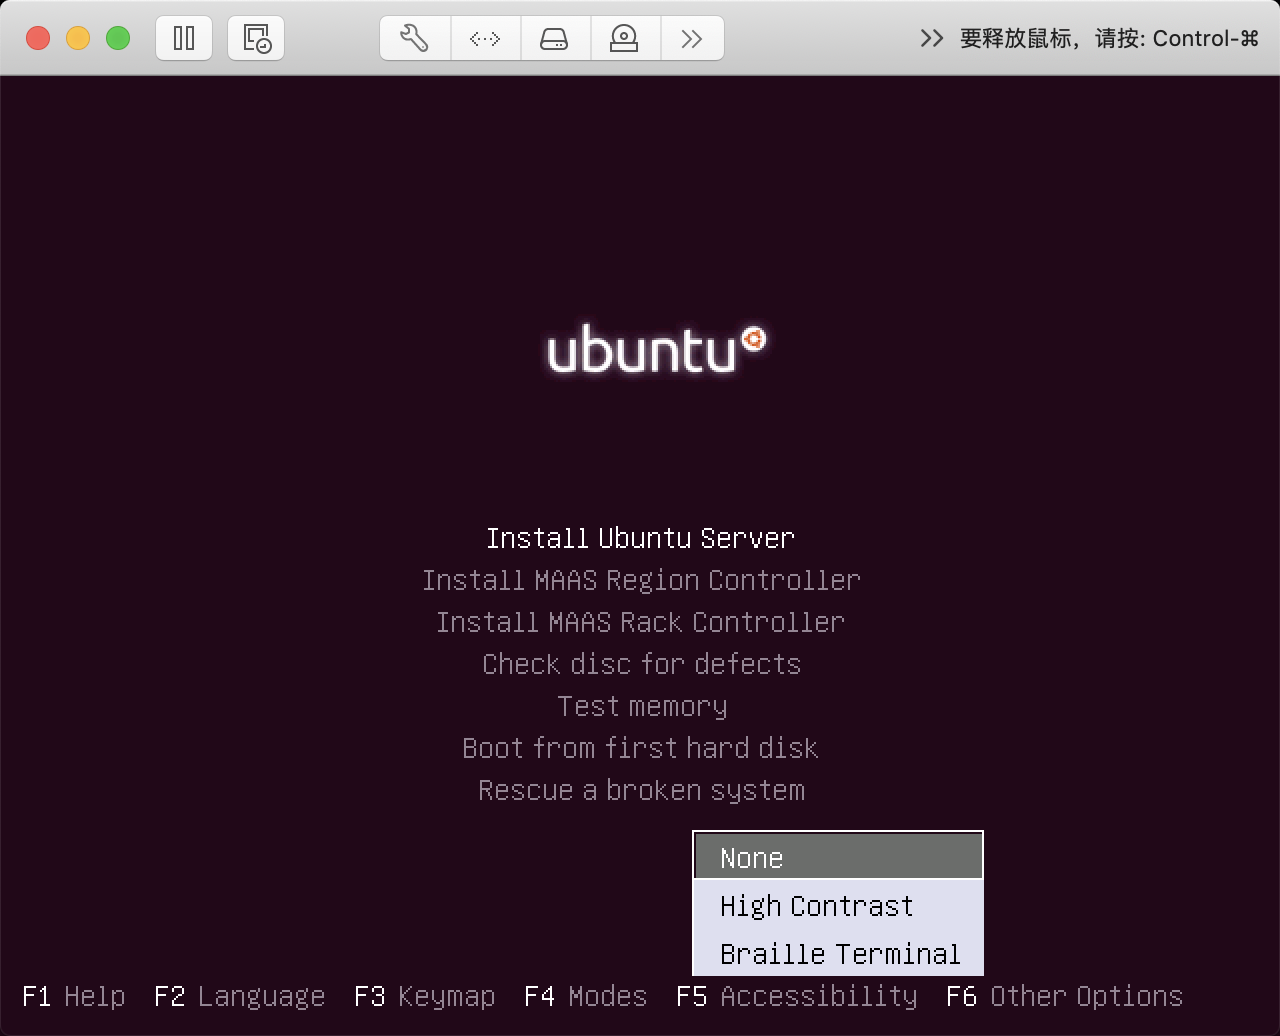 要释放鼠标，请按: Control-⌘
ubuntu
Install Ubuntu Server
Install MAAS Region Controller
Install MAAS Rack Controller
Check disc for defects
Test memory
Boot from first hard disk
Rescue a broken system
None
High Contrast
Braille Terminal
F1 Help F2 Language F3 Keymap F4 Modes F5 Accessibility F6 Other Options